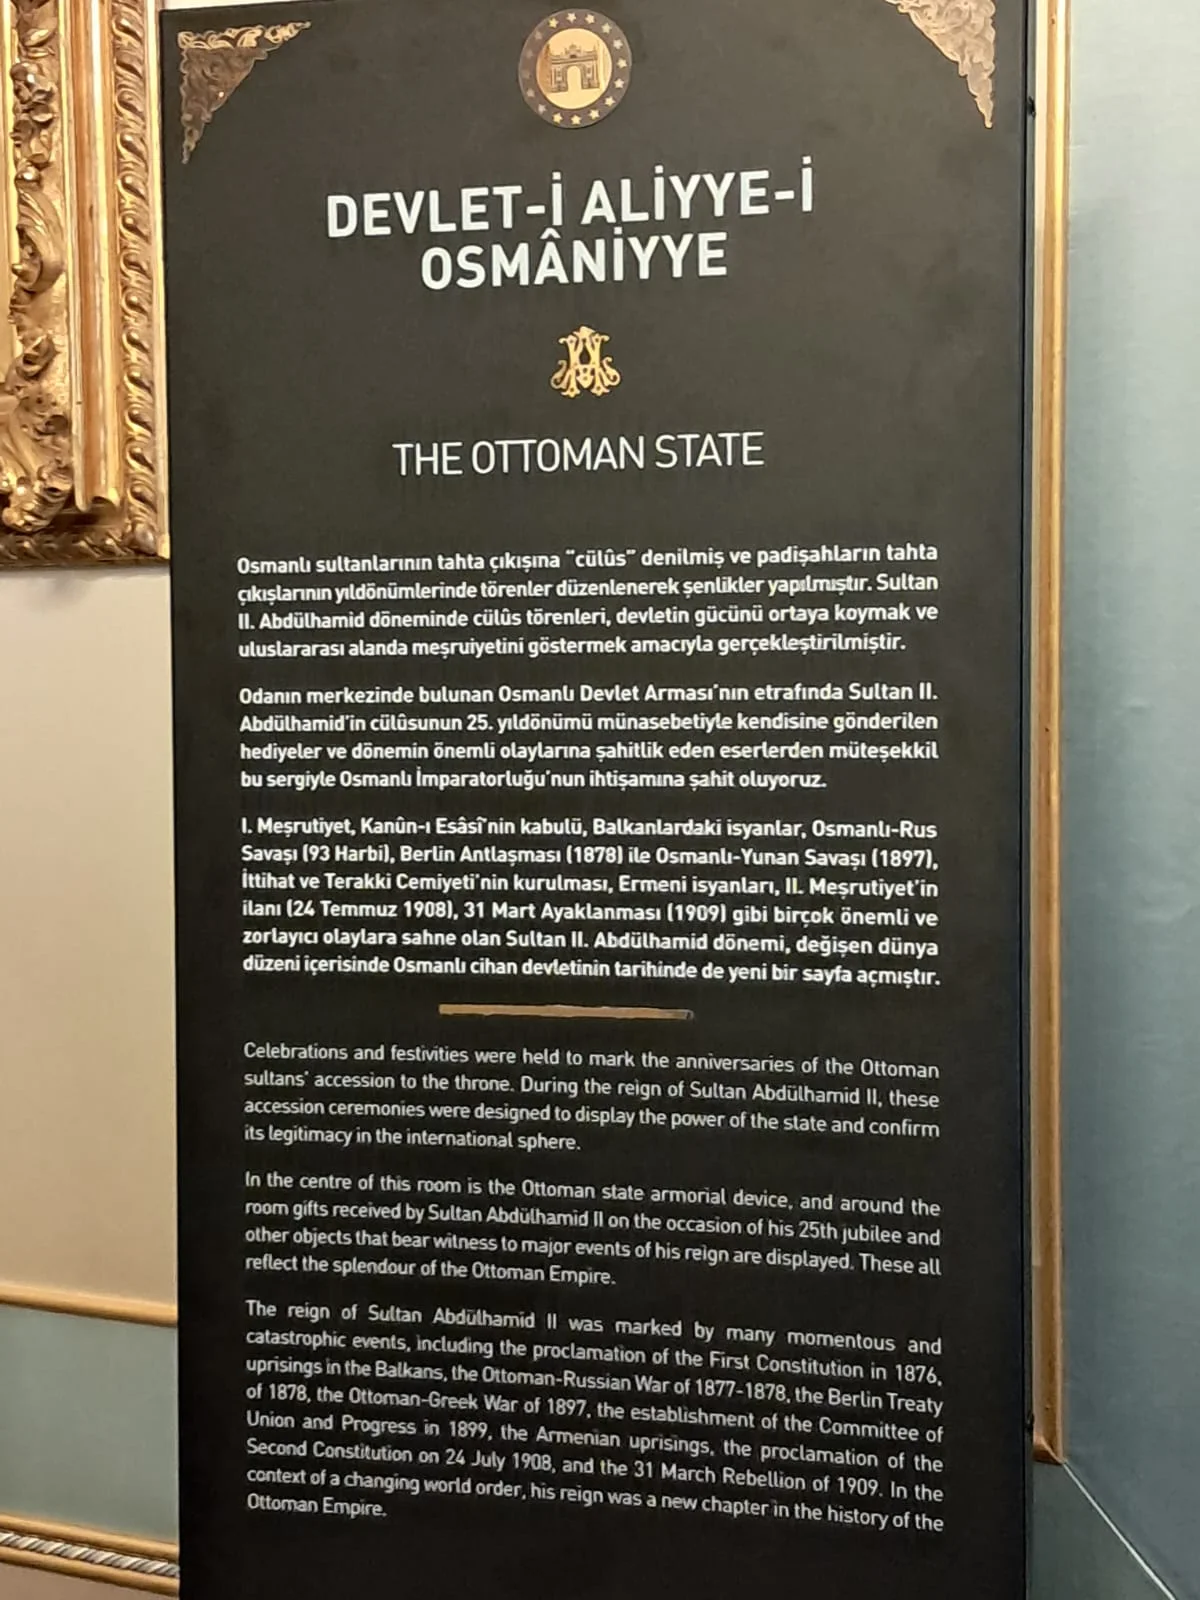 DEVLET-İ ALİYYE-İ
OSMÂNİYYE
THE OTTOMAN STATE
Osmanlı sultanlarının tahta çıkışına "cülûs" denilmiş ve padişahların tahta
çıkışlarının yıldönümlerinde törenler düzenlenerek şenlikler yapılmıştır. Sultan
II. Abdülhamid döneminde cülûs törenleri, devletin gücünü ortaya koymak ve
uluslararası alanda meşruiyetini göstermek amacıyla gerçekleştirilmiştir.
Odanın merkezinde bulunan Osmanlı Devlet Arması'nın etrafında Sultan II.
Abdülhamid'in cülûsunun 25. yıldönümü münasebetiyle kendisine gönderilen
hediyeler ve dönemin önemli olaylarına şahitlik eden eserlerden müteşekkil
bu sergiyle Osmanlı İmparatorluğu'nun ihtişamına şahit oluyoruz.
I. Meşrutiyet, Kanûn-ı Esâsî'nin kabulü, Balkanlardaki isyanlar, Osmanlı-Rus
Savaşı (93 Harbi), Berlin Antlaşması (1878) ile Osmanlı-Yunan Savaşı (1897),
İttihat ve Terakki Cemiyeti'nin kurulması, Ermeni isyanları, II. Meşrutiyet'in
ilanı (24 Temmuz 1908), 31 Mart Ayaklanması (1909) gibi birçok önemli ve
zorlayıcı olaylara sahne olan Sultan II. Abdülhamid dönemi, değişen dünya
düzeni içerisinde Osmanlı cihan devletinin tarihinde de yeni bir sayfa açmıştır.
Celebrations and festivities were held to mark the anniversaries of the Ottoman
sultans' accession to the throne. During the reign of Sultan Abdülhamid II, these
accession ceremonies were designed to display the power of the state and confirm
its legitimacy in the international sphere.
In the centre of this room is the Ottoman state armorial device, and around the
room gifts received by Sultan Abdülhamid II on the occasion of his 25th jubilee and
other objects that bear witness to major events of his reign are displayed. These all
reflect the splendour of the Ottoman Empire.
The reign of Sultan Abdülhamid II was marked by many momentous and
catastrophic events, including the proclamation of the First Constitution in 1876,
uprisings in the Balkans, the Ottoman-Russian War of 1877-1878, the Berlin Treaty
of 1878, the Ottoman-Greek War of 1897, the establishment of the Committee of
Union and Progress in 1899, the Armenian uprisings, the proclamation of the
Second Constitution on 24 July 1908, and the 31 March Rebellion of 1909. In the
context of a changing world order, his reign was a new chapter in the history of the
Ottoman Empire.